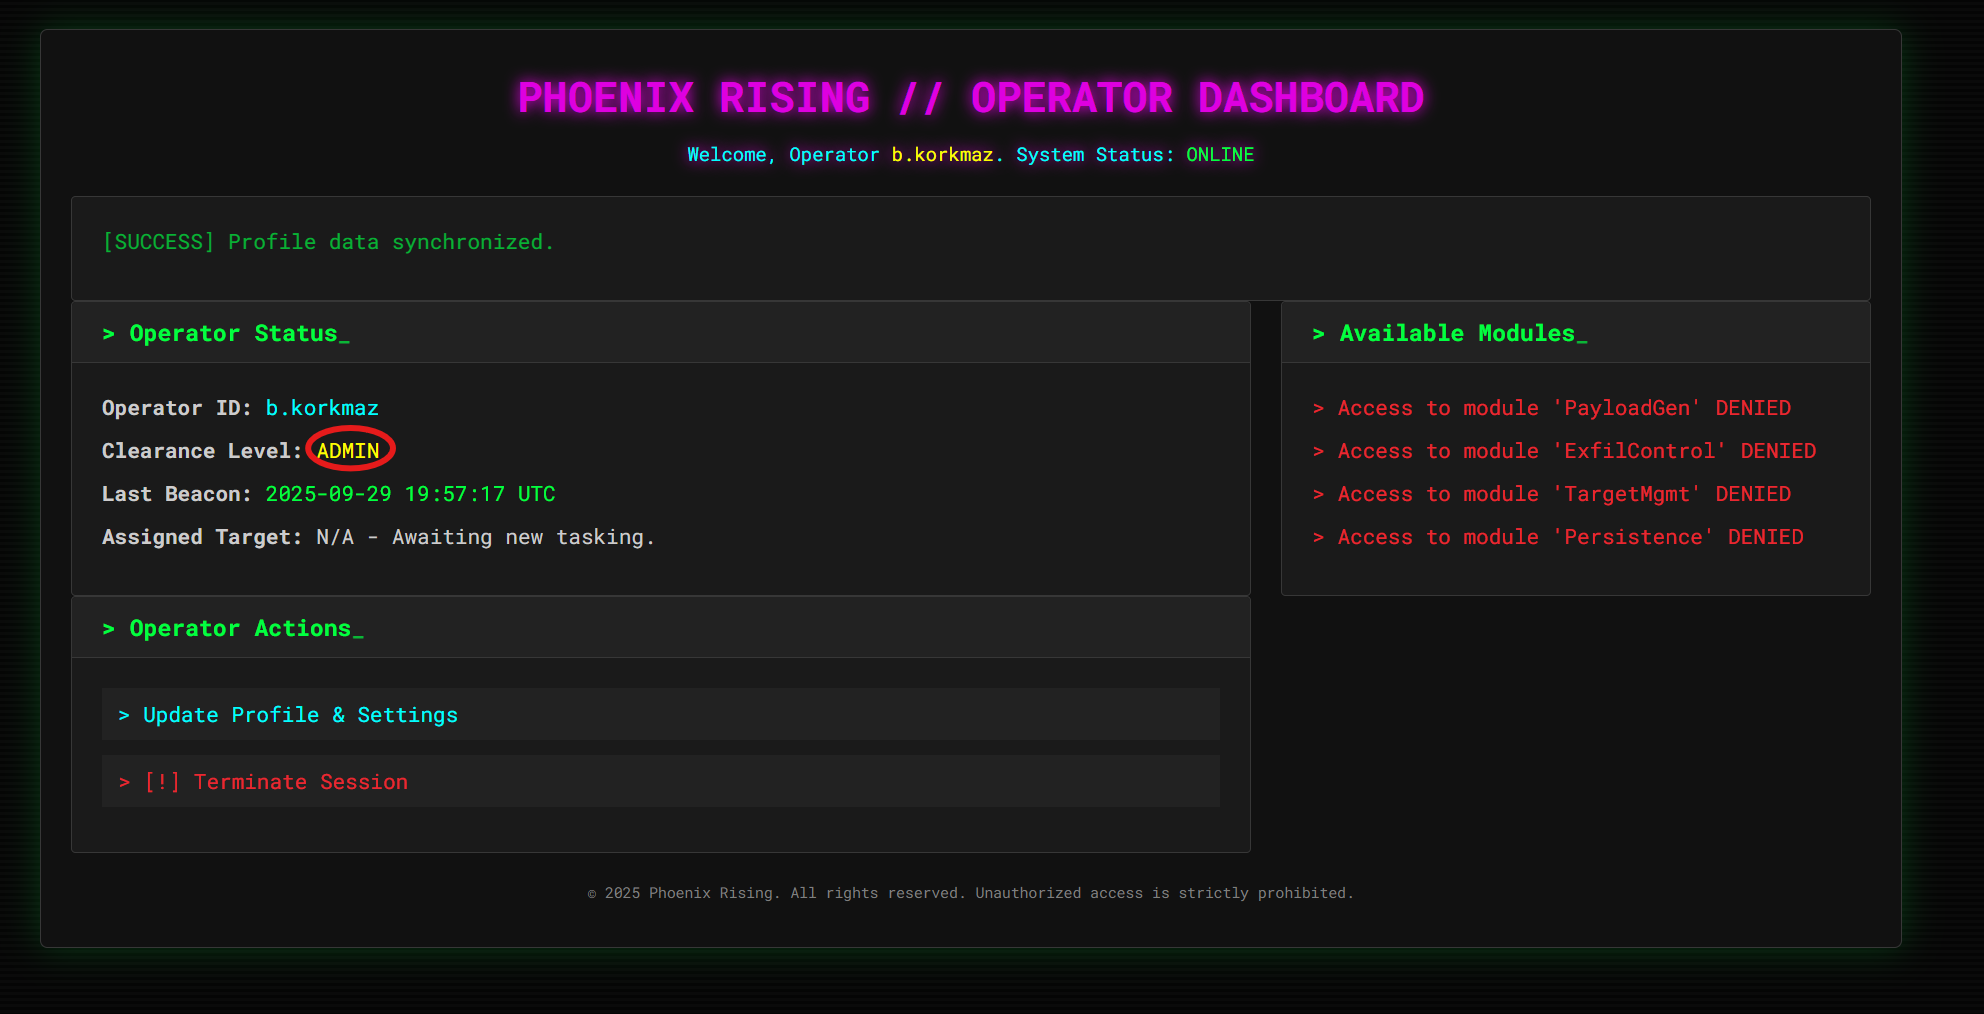 PHOENIX RISING // OPERATOR DASHBOARD
Welcome, Operator b.korkmaz. System Status: ONLINE
[SUCCESS] Profile data synchronized.
> Operator Status_
Operator ID: b.korkmaz
Clearance Level: ADMIN
Last Beacon: 2025-09-29 19:57:17 UTC
Assigned Target: N/A - Awaiting new tasking.
> Available Modules_
> Access to module 'PayloadGen' DENIED
> Access to module 'ExfilControl' DENIED
> Access to module 'TargetMgmt' DENIED
> Access to module 'Persistence' DENIED
> Operator Actions_
> Update Profile & Settings
> [!] Terminate Session
© 2025 Phoenix Rising. All rights reserved. Unauthorized access is strictly prohibited.